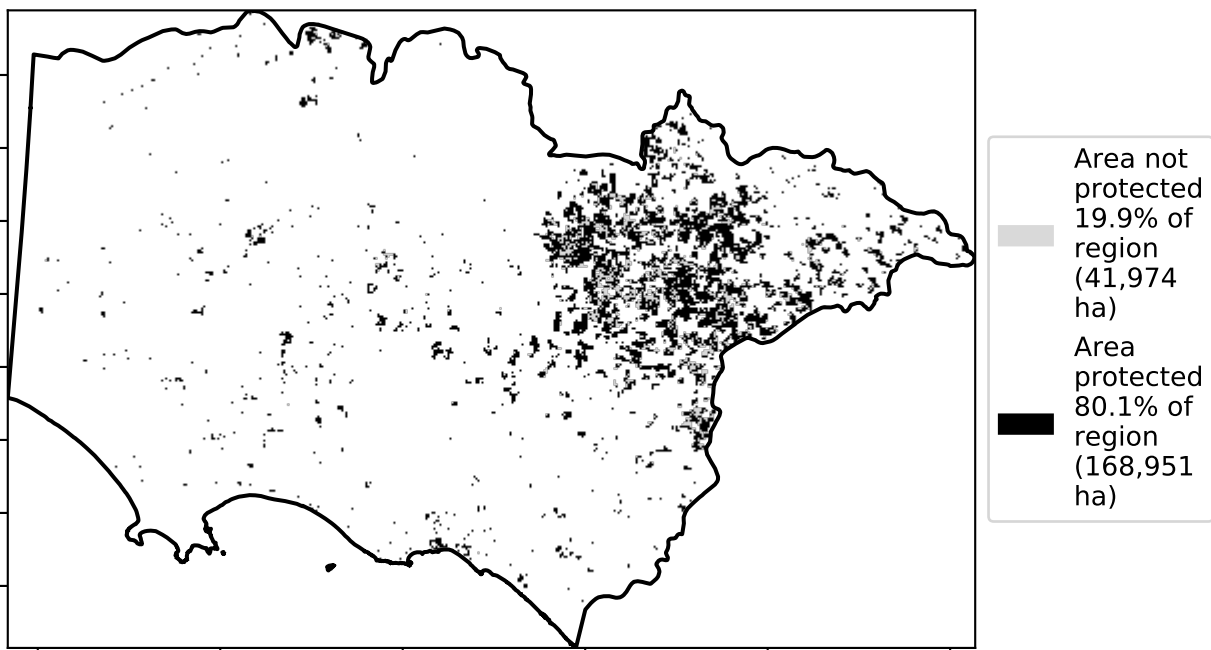 Area not
protected
19.9% of
region
(41,974
ha)
Area
protected
80.1% of
region
(168,951
ha)